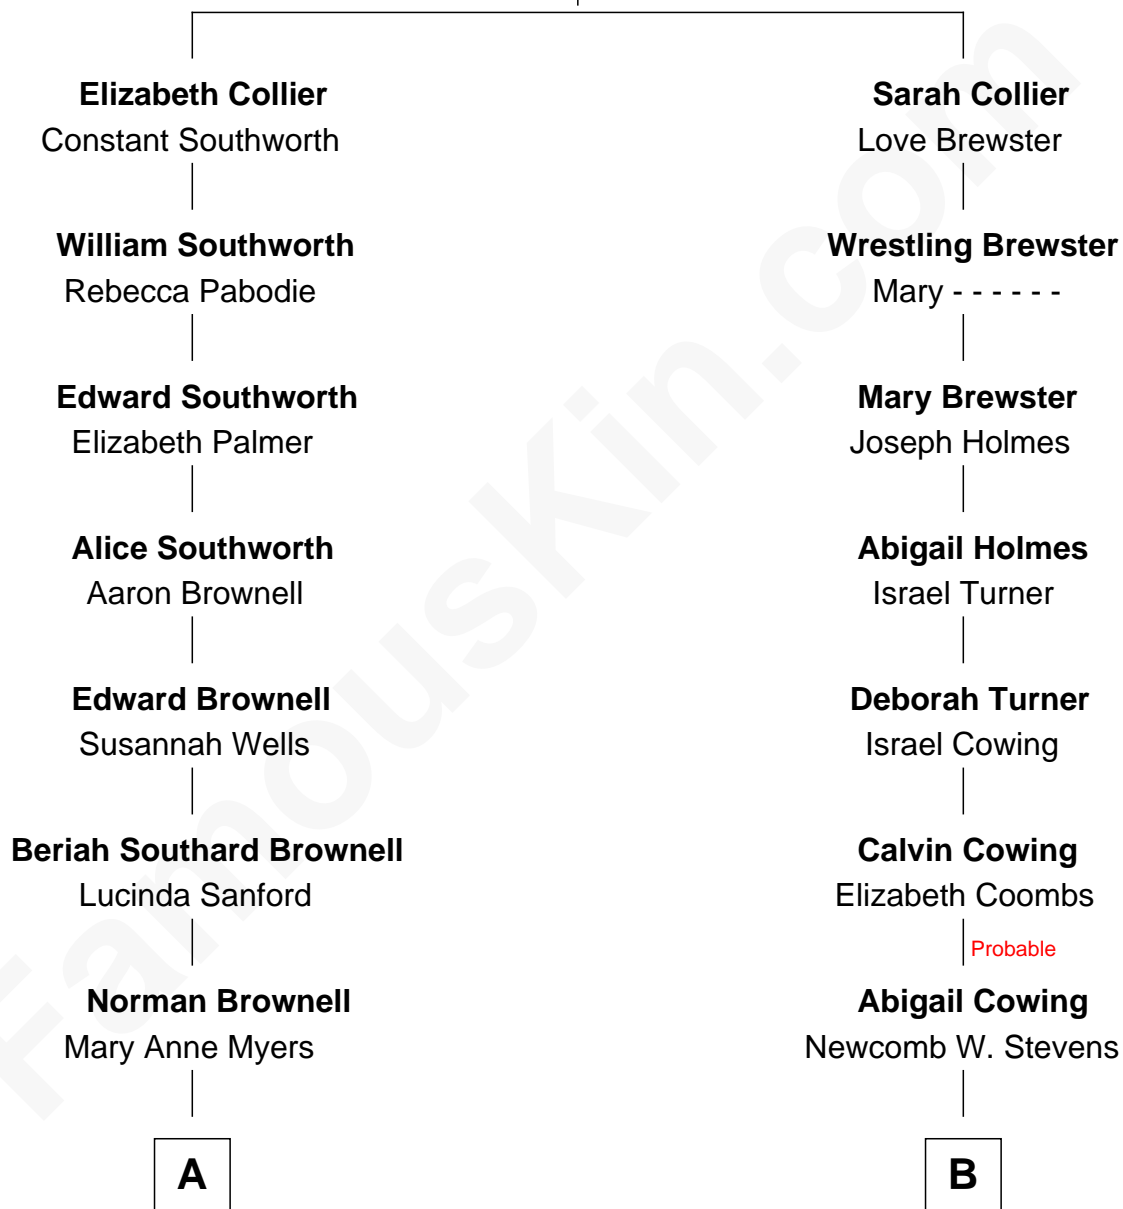 Elizabeth Collier
Constant Southworth
Sarah Collier
Love Brewster
William Southworth
Rebecca Pabodie
Wrestling Brewster
Mary - - - - - -
Edward Southworth
Elizabeth Palmer
Mary Brewster
Joseph Holmes
Alice Southworth
Aaron Brownell
Abigail Holmes
Israel Turner
Edward Brownell
Susannah Wells
Deborah Turner
Israel Cowing
Beriah Southard Brownell
Lucinda Sanford
Calvin Cowing
Elizabeth Coombs
Probable
Norman Brownell
Mary Anne Myers
Abigail Cowing
Newcomb W. Stevens
A
B
FamousKin.com